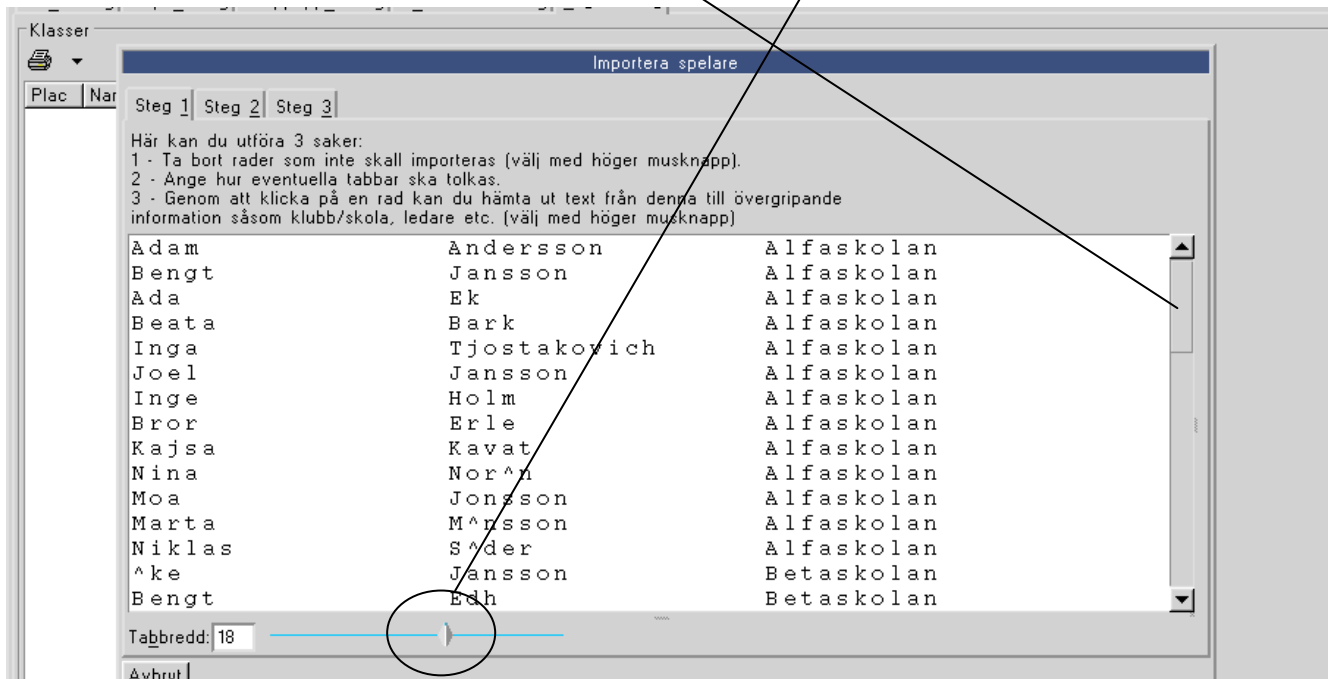 Klasser
Importera spelare
Plac
Steg 1 Steg 2 Steg 3
Här kan du utföra 3 saker:
1 - Ta bort rader som inte skall importeras (välj med höger musknapp).
2 - Ange hur eventuella tabbar ska tolkas.
3 - Genom att klicka på en rad kan du hämta ut text från denna till övergripande
information såsom klubb/skola, ledare etc. (välj med höger musknapp)
Adam Andersson Alfaskolan
Bengt Jansson Alfaskolan
Ada Ek Alfaskolan
Beata Bark Alfaskolan
Inga Tjostakovich Alfaskolan
Joel Jansson Alfaskolan
Inge Holm Alfaskolan
Bror Erle Alfaskolan
Kajsa Kavat Alfaskolan
Nina Nor^n Alfaskolan
Moa Jonsson Alfaskolan
Marta M^nsson Alfaskolan
Niklas S^der Alfaskolan
^ke Jansson Betaskolan
Bengt Edh Betaskolan
Tabbredd: 18
Avbryt